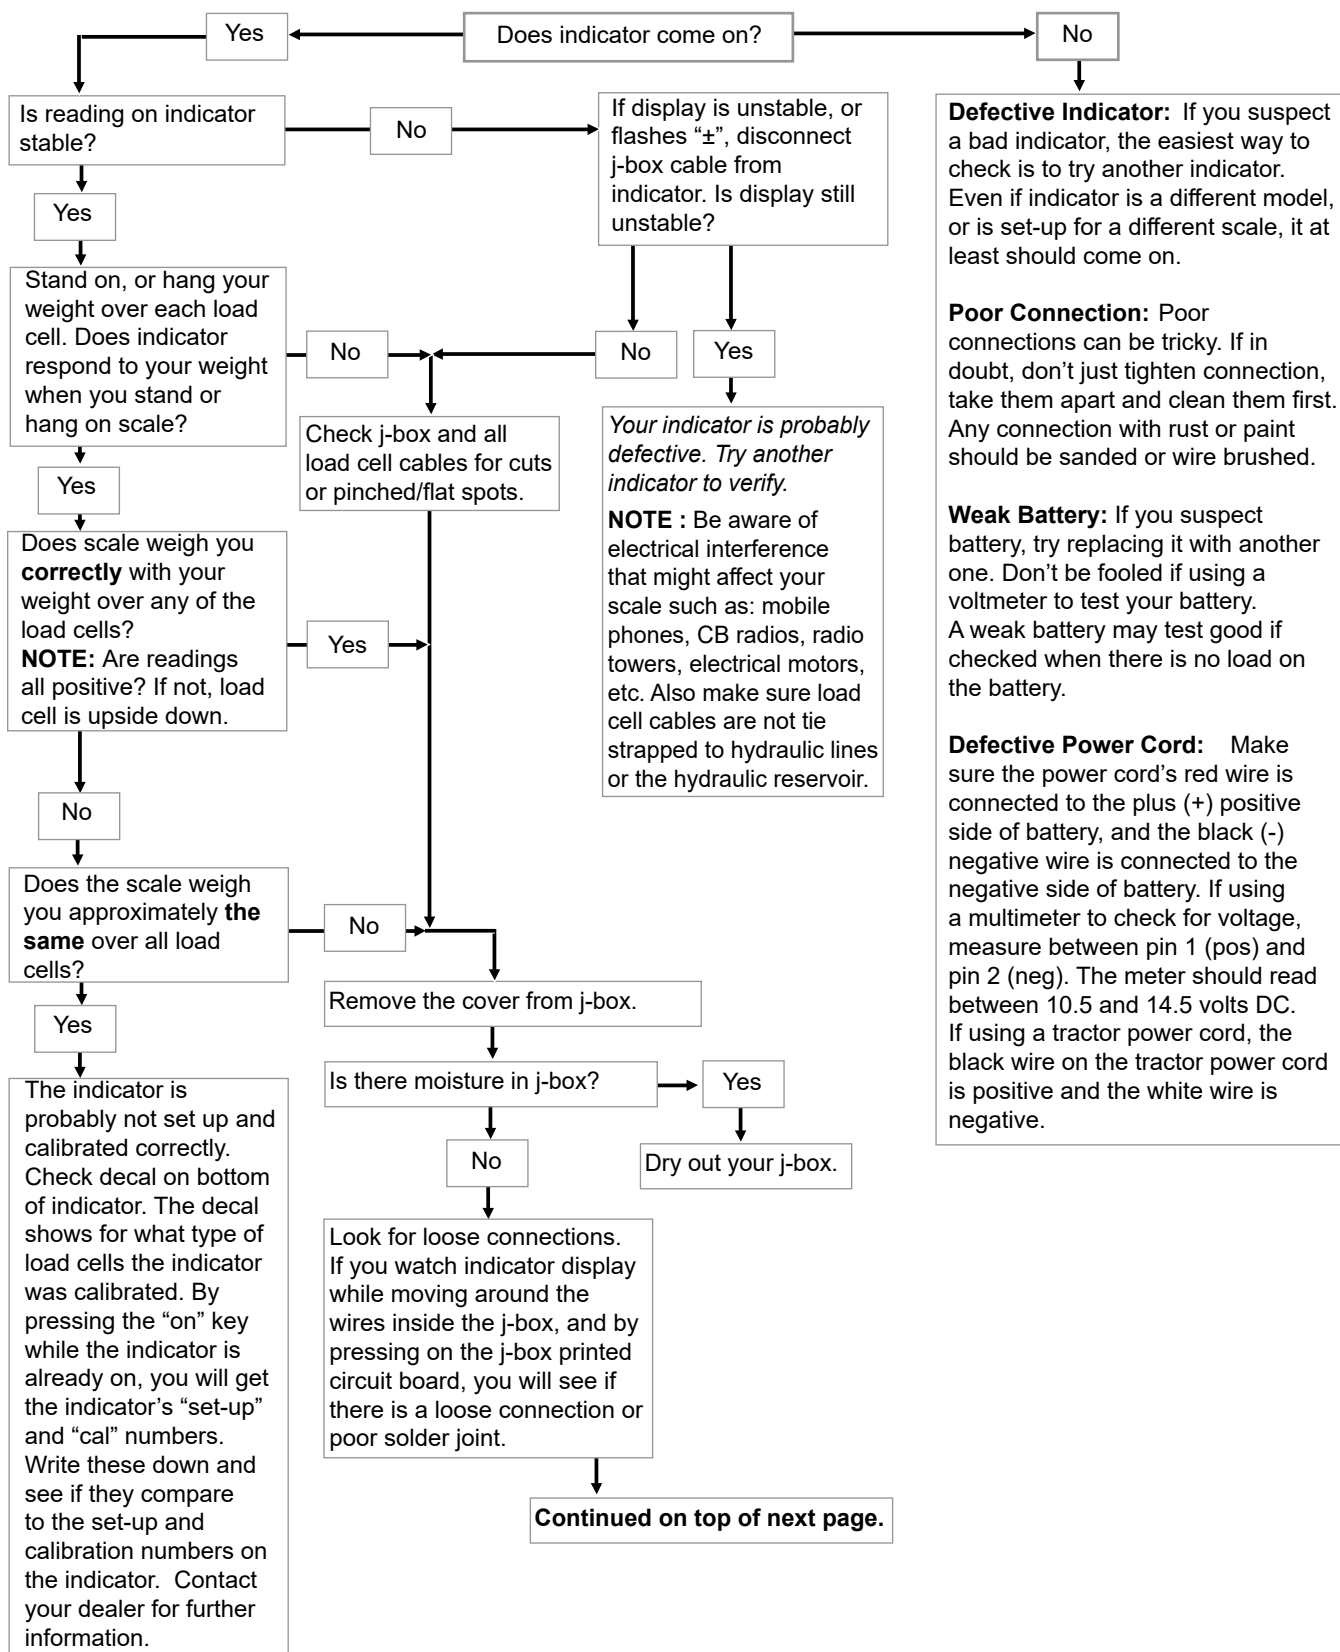 Does indicator come on?
Yes
No
Is reading on indicator
stable?
No
If display is unstable, or
flashes “±”, disconnect
j-box cable from
indicator. Is display still
unstable?
Yes
Stand on, or hang your
weight over each load
cell. Does indicator
respond to your weight
when you stand or
hang on scale?
No
No
Yes
Check j-box and all
load cell cables for cuts
or pinched/flat spots.
Your indicator is probably
defective. Try another
indicator to verify.
NOTE : Be aware of
electrical interference
that might affect your
scale such as: mobile
phones, CB radios, radio
towers, electrical motors,
etc. Also make sure load
cell cables are not tie
strapped to hydraulic lines
or the hydraulic reservoir.
Yes
Does scale weigh you
correctly with your
weight over any of the
load cells?
NOTE: Are readings
all positive? If not, load
cell is upside down.
Yes
No
Does the scale weigh
you approximately the
same over all load
cells?
No
Yes
The indicator is
probably not set up and
calibrated correctly.
Check decal on bottom
of indicator. The decal
shows for what type of
load cells the indicator
was calibrated. By
pressing the “on” key
while the indicator is
already on, you will get
the indicator’s “set-up”
and “cal” numbers.
Write these down and
see if they compare
to the set-up and
calibration numbers on
the indicator. Contact
your dealer for further
information.
Remove the cover from j-box.
Is there moisture in j-box?
Yes
No
Dry out your j-box.
Look for loose connections.
If you watch indicator display
while moving around the
wires inside the j-box, and by
pressing on the j-box printed
circuit board, you will see if
there is a loose connection or
poor solder joint.
Continued on top of next page.
Defective Indicator: If you suspect
a bad indicator, the easiest way to
check is to try another indicator.
Even if indicator is a different model,
or is set-up for a different scale, it at
least should come on.
Poor Connection: Poor
connections can be tricky. If in
doubt, don’t just tighten connection,
take them apart and clean them first.
Any connection with rust or paint
should be sanded or wire brushed.
Weak Battery: If you suspect
battery, try replacing it with another
one. Don’t be fooled if using a
voltmeter to test your battery.
A weak battery may test good if
checked when there is no load on
the battery.
Defective Power Cord: Make
sure the power cord’s red wire is
connected to the plus (+) positive
side of battery, and the black (-)
negative wire is connected to the
negative side of battery. If using
a multimeter to check for voltage,
measure between pin 1 (pos) and
pin 2 (neg). The meter should read
between 10.5 and 14.5 volts DC.
If using a tractor power cord, the
black wire on the tractor power cord
is positive and the white wire is
negative.